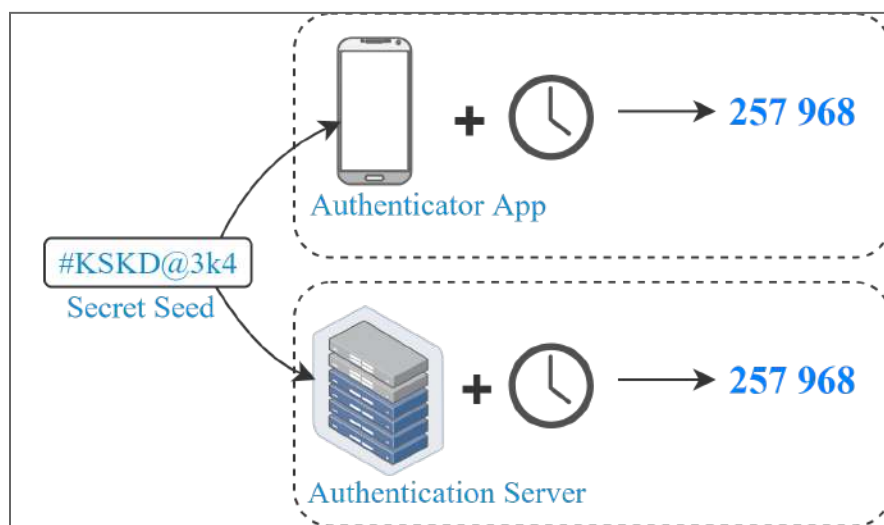 257 968
Authenticator App
#KSKD@3k4
Secret Seed
257 968
Authentication Server